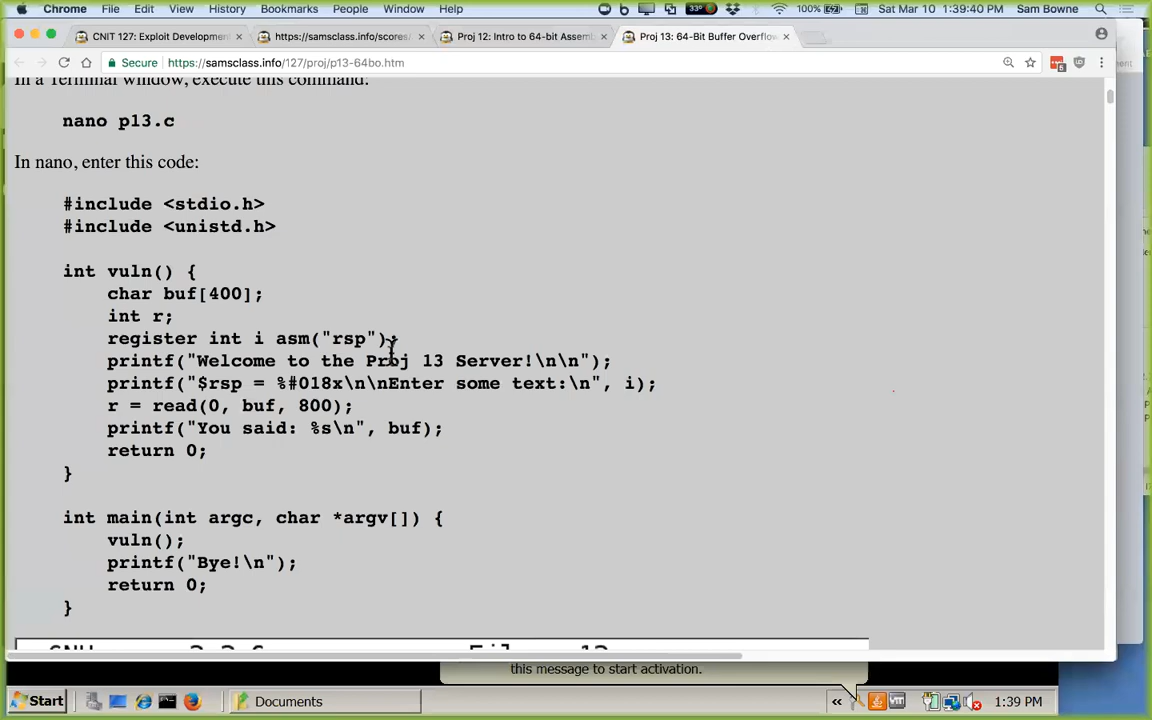 Chrome File Edit View History Bookmarks People Window Help 33° 100% Sat Mar 10 1:39:40 PM Sam Bowne
CNIT 127: Exploit Development × https://samsclass.info/scores/ × Proj 12: Intro to 64-bit Assem × Proj 13: 64-Bit Buffer Overflow ×
Secure https://samsclass.info/127/proj/p13-64bo.htm
In a Terminal window, execute this command:
nano p13.c
In nano, enter this code:
#include <stdio.h>
#include <unistd.h>
int vuln() {
char buf[400];
int r;
register int i asm("rsp");
printf("Welcome to the Proj 13 Server!\n\n");
printf("$rsp = %#018x\n\nEnter some text:\n", i);
r = read(0, buf, 800);
printf("You said: %s\n", buf);
return 0;
}
int main(int argc, char *argv[]) {
vuln();
printf("Bye!\n");
return 0;
}
this message to start activation.
Start Documents « 1:39 PM